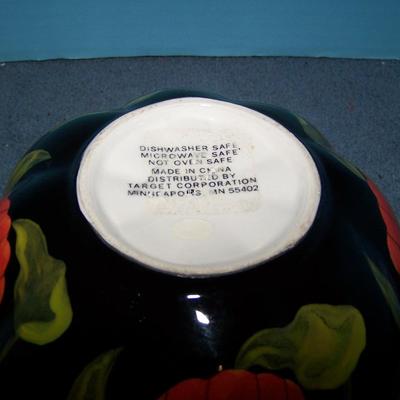 DISHWASHER SAFE,
MICROWAVE SAFE
NOT OVEN SAFE
MADE IN CHINA
DISTRIBUTED BY
TARGET CORPORATION
MINNEAPOLIS, MN 55402